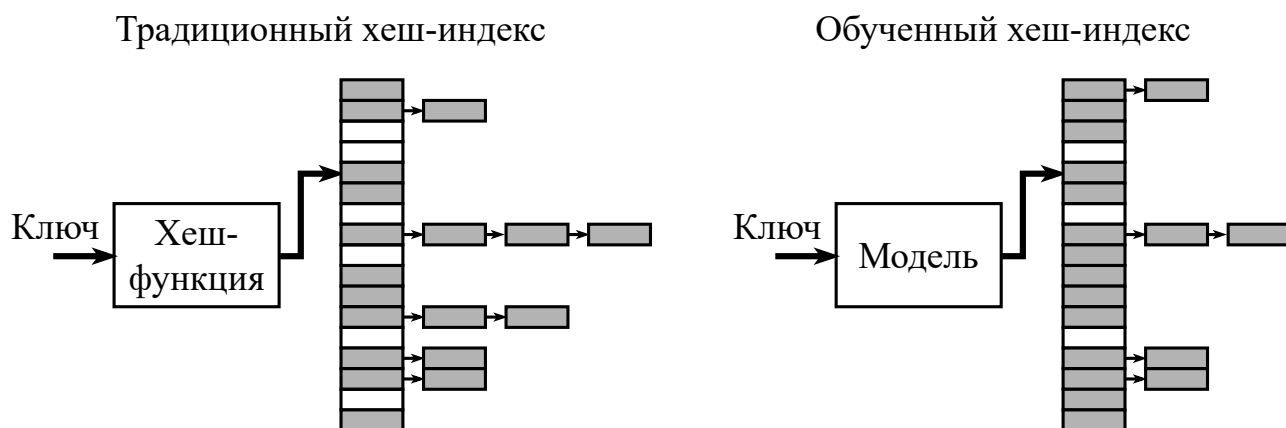 Традиционный хеш-индекс
Обученный хеш-индекс
Ключ
Хеш-
функция
Ключ
Модель